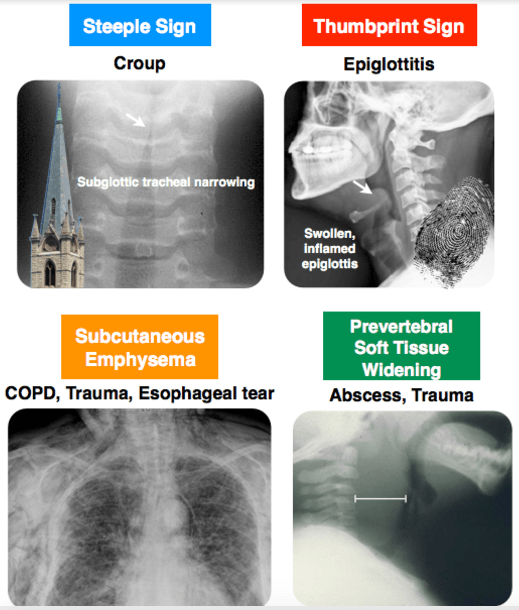 Steeple Sign
Croup
Subglottic tracheal narrowing
Thumbprint Sign
Epiglottitis
Swollen,
inflamed
epiglottis
Subcutaneous
Emphysema
COPD, Trauma, Esophageal tear
Prevertebral
Soft Tissue
Widening
Abscess, Trauma